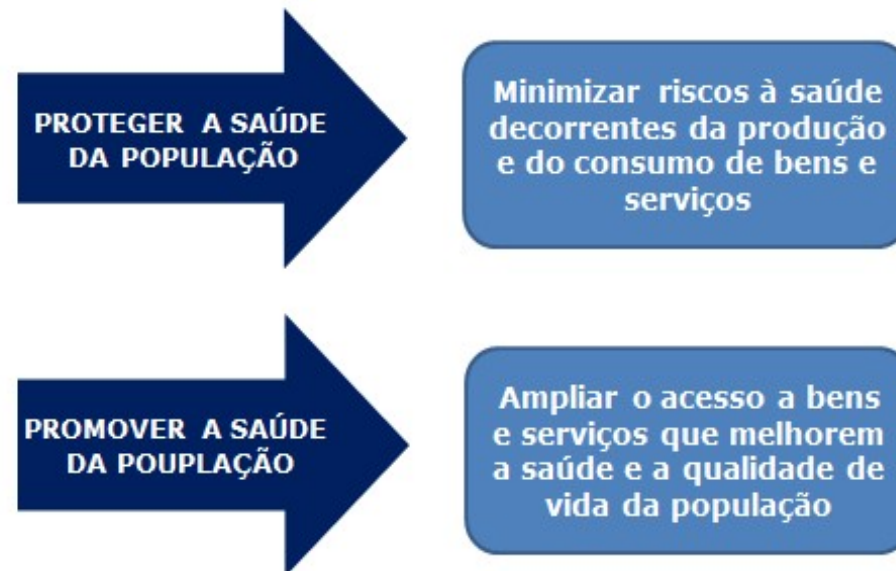 PROTEGER A SAÚDE
DA POPULAÇÃO
Minimizar riscos à saúde
decorrentes da produção
e do consumo de bens e
serviços
PROMOVER A SAÚDE
DA POUPLAÇÃO
Ampliar o acesso a bens
e serviços que melhorem
a saúde e a qualidade de
vida da população